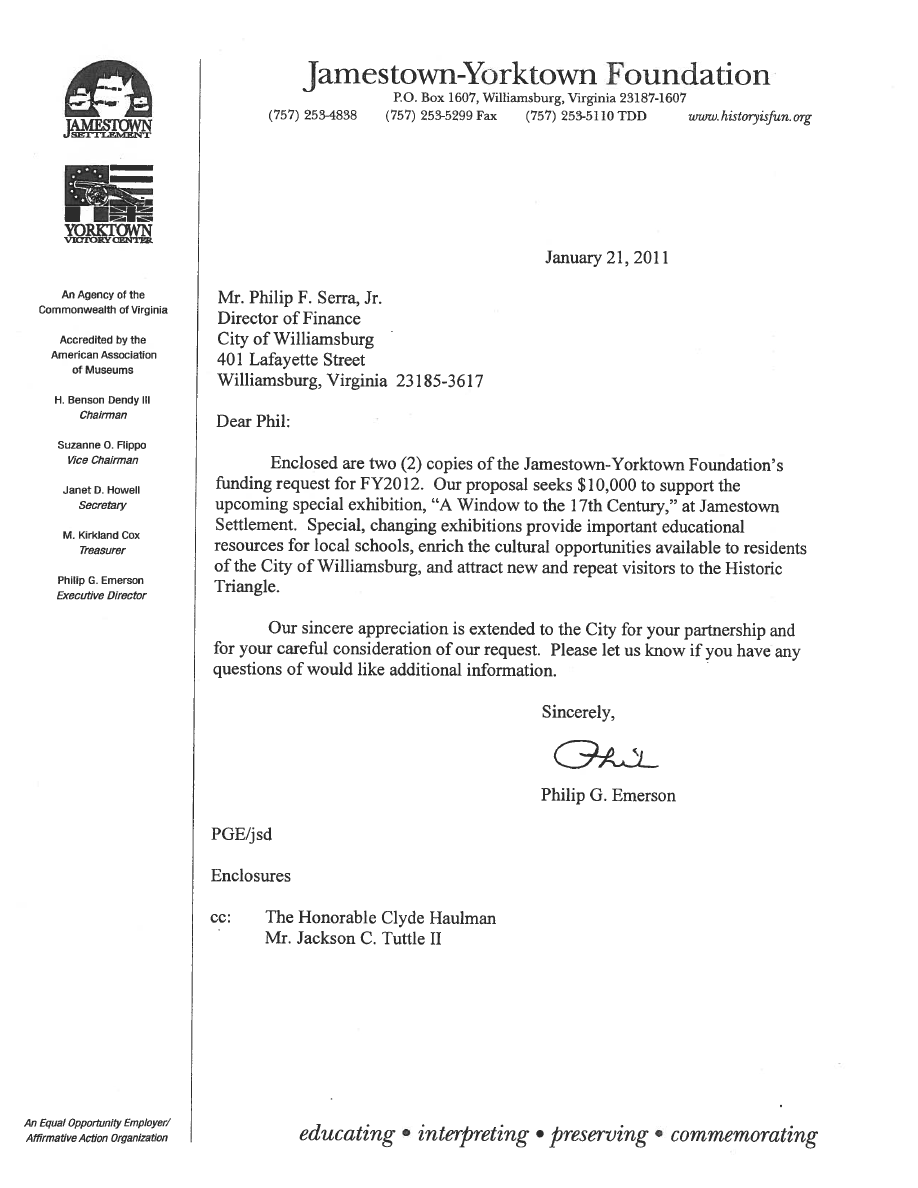 JAMESTOWN
SETTLEMENT
YORKTOWN
VICTORY CENTER
An Agency of the
Commonwealth of Virginia
Accredited by the
American Association
of Museums
H. Benson Dendy III
Chairman
Suzanne O. Flippo
Vice Chairman
Janet D. Howell
Secretary
M. Kirkland Cox
Treasurer
Philip G. Emerson
Executive Director
An Equal Opportunity Employer/
Affirmative Action Organization
Jamestown-Yorktown Foundation
P.O. Box 1607, Williamsburg, Virginia 23187-1607
(757) 253-4838 (757) 253-5299 Fax (757) 253-5110 TDD www.historyisfun.org
January 21, 2011
Mr. Philip F. Serra, Jr.
Director of Finance
City of Williamsburg
401 Lafayette Street
Williamsburg, Virginia 23185-3617
Dear Phil:
Enclosed are two (2) copies of the Jamestown-Yorktown Foundation's
funding request for FY2012. Our proposal seeks $10,000 to support the
upcoming special exhibition, "A Window to the 17th Century," at Jamestown
Settlement. Special, changing exhibitions provide important educational
resources for local schools, enrich the cultural opportunities available to residents
of the City of Williamsburg, and attract new and repeat visitors to the Historic
Triangle.
Our sincere appreciation is extended to the City for your partnership and
for your careful consideration of our request. Please let us know if you have any
questions of would like additional information.
Sincerely,
Phil
Philip G. Emerson
PGE/jsd
Enclosures
cc: The Honorable Clyde Haulman
Mr. Jackson C. Tuttle II
educating • interpreting • preserving • commemorating